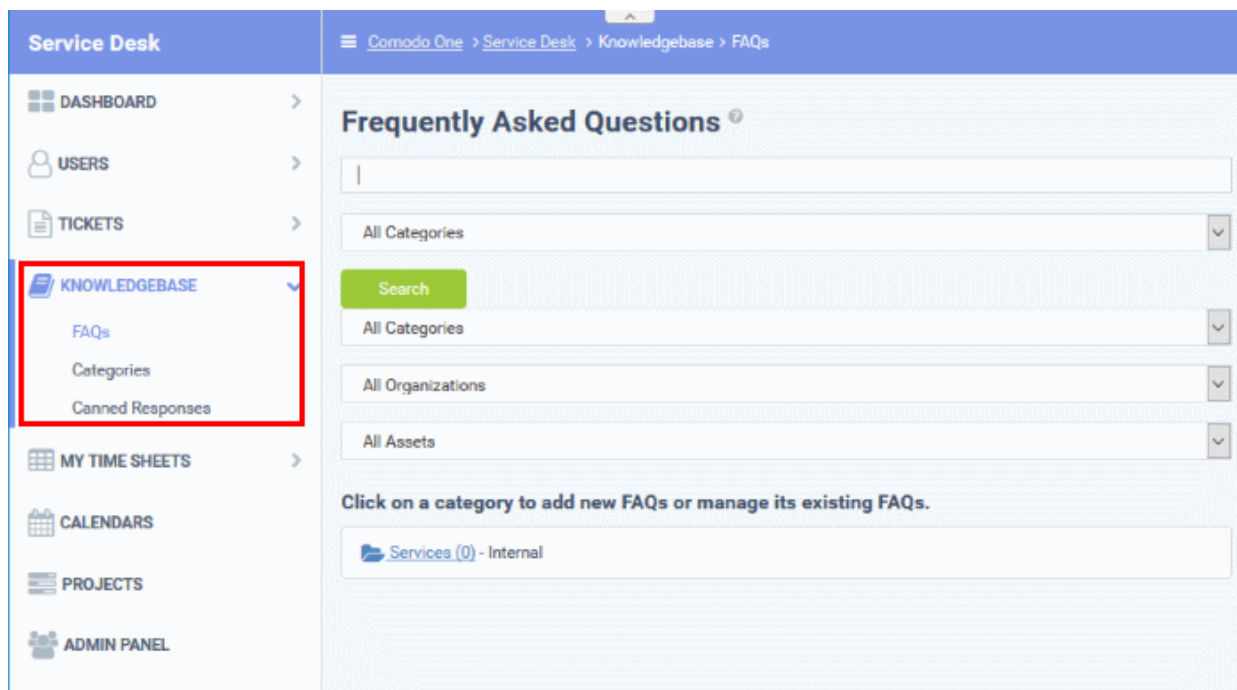 Service Desk
Comodo One > Service Desk > Knowledgebase > FAQs
DASHBOARD
USERS
TICKETS
KNOWLEDGEBASE
FAQs
Categories
Canned Responses
MY TIME SHEETS
CALENDARS
PROJECTS
ADMIN PANEL
Frequently Asked Questions
All Categories
Search
All Categories
All Organizations
All Assets
Click on a category to add new FAQs or manage its existing FAQs.
Services (0) - Internal